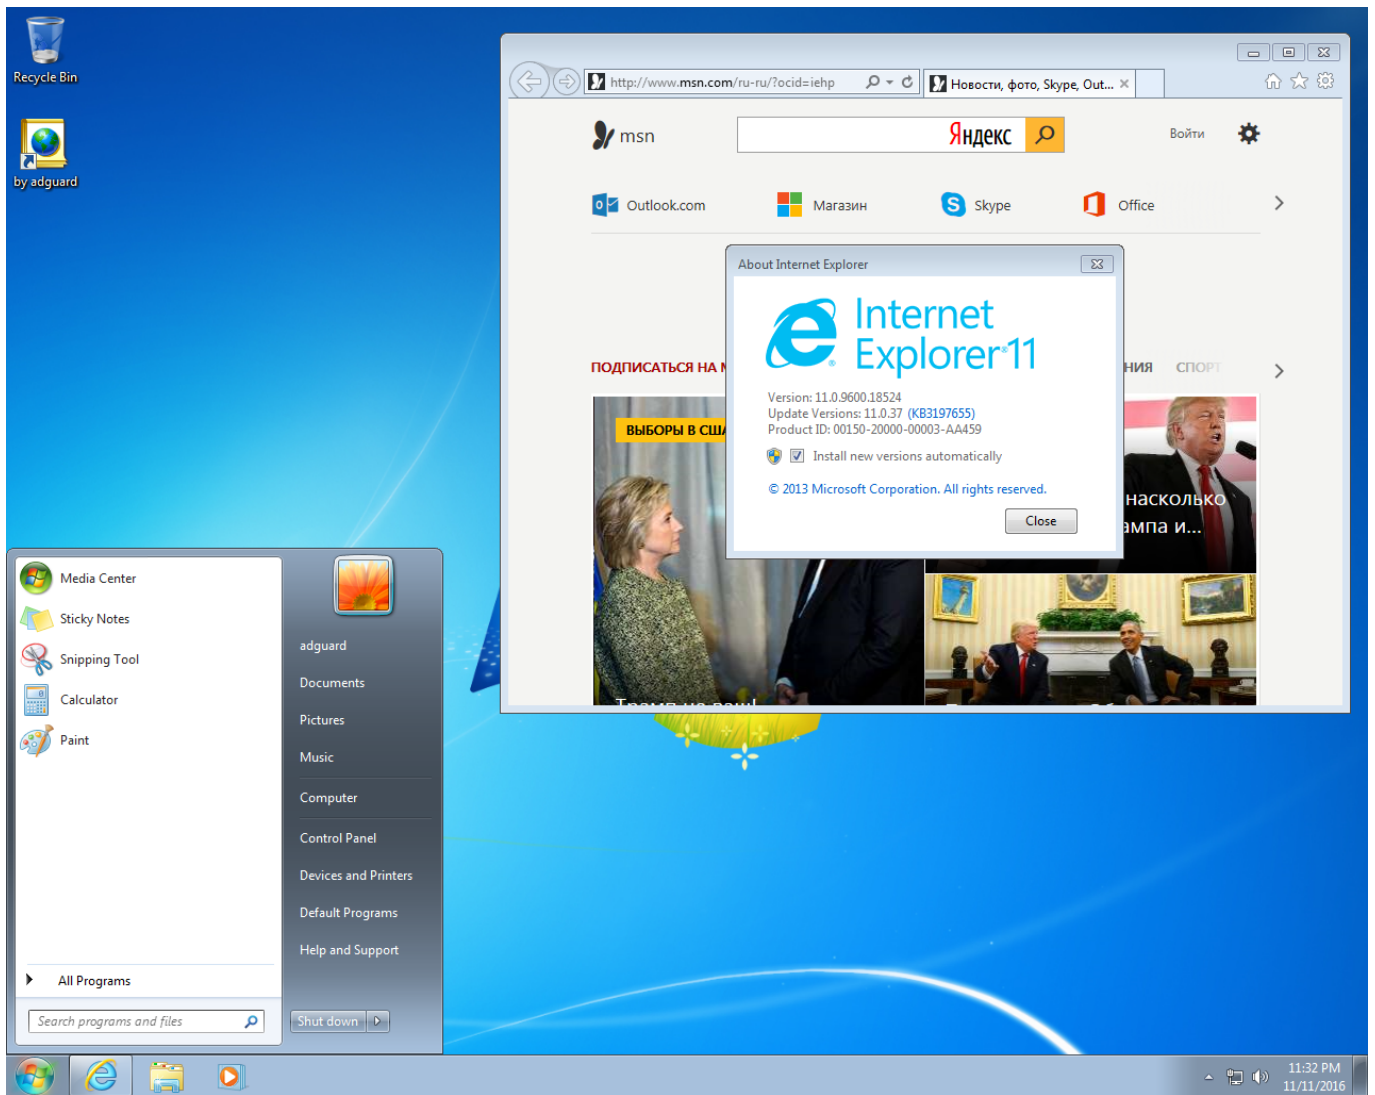 Recycle Bin
by adguard
http://www.msn.com/ru-ru/?ocid=iehp
Новости, фото, Skype, Out...
msn
Яндекс
Войти
Outlook.com
Магазин
Skype
Office
ПОДПИСАТЬСЯ НА
НИЯ
СПОРТ
ВЫБОРЫ В США
насколько
ампа и...
About Internet Explorer
Internet
Explorer®11
Version: 11.0.9600.18524
Update Versions: 11.0.37 (KB3197655)
Product ID: 00150-20000-00003-AA459
Install new versions automatically
© 2013 Microsoft Corporation. All rights reserved.
Close
Media Center
Sticky Notes
Snipping Tool
Calculator
Paint
All Programs
Search programs and files
adguard
Documents
Pictures
Music
Computer
Control Panel
Devices and Printers
Default Programs
Help and Support
Shut down
11:32 PM
11/11/2016